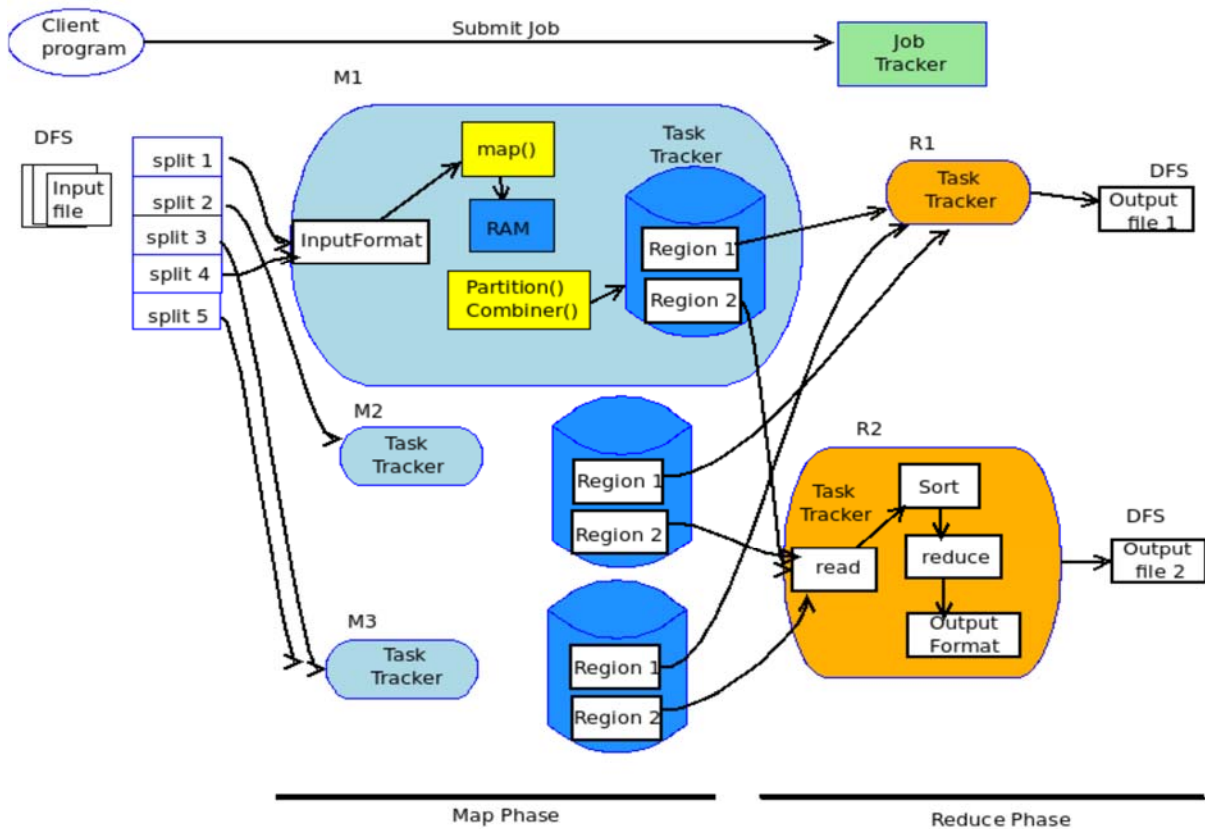 Client
program
Submit Job
Job
Tracker
M1
DFS
Input
file
split 1
split 2
split 3
split 4
split 5
InputFormat
map()
RAM
Partition()
Combiner()
Task
Tracker
Region 1
Region 2
R1
Task
Tracker
DFS
Output
file 1
M2
Task
Tracker
Region 1
Region 2
R2
Task
Tracker
Sort
read
reduce
Output
Format
DFS
Output
file 2
M3
Task
Tracker
Region 1
Region 2
Map Phase
Reduce Phase